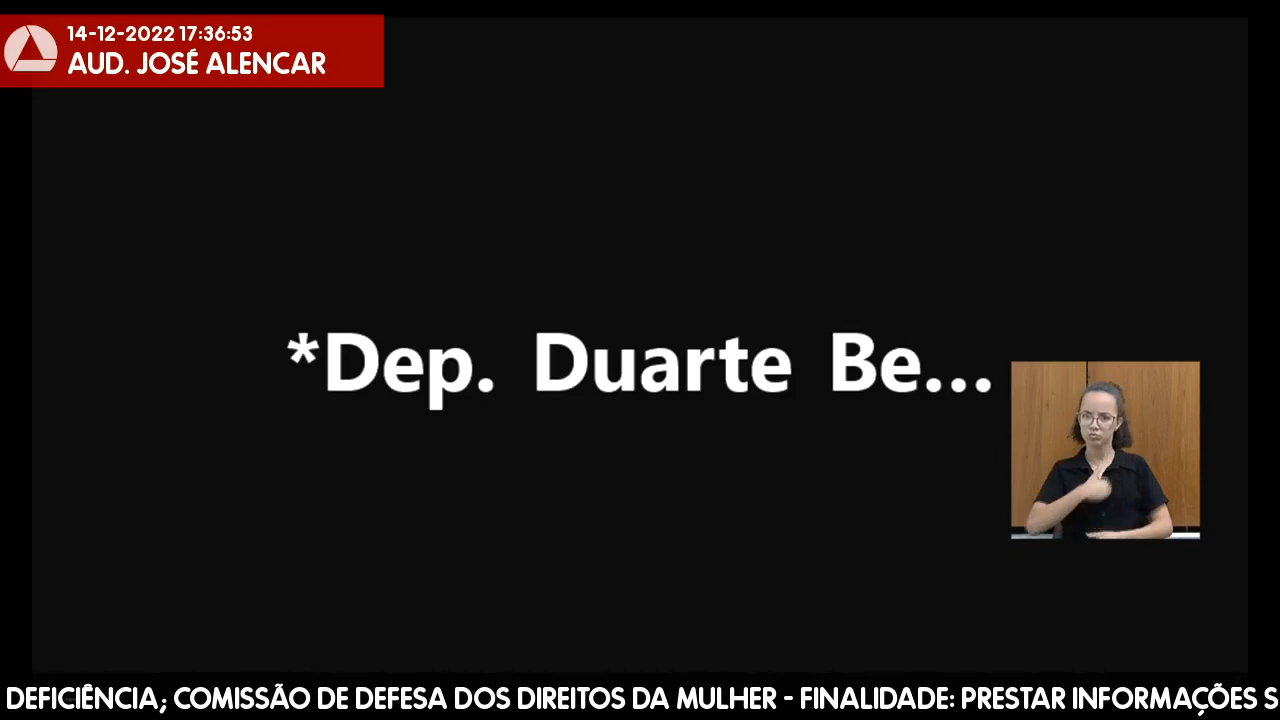 14-12-2022 17:36:53
AUD. JOSÉ ALENCAR
*Dep. Duarte Be...
DEFICIÊNCIA; COMISSÃO DE DEFESA DOS DIREITOS DA MULHER - FINALIDADE: PRESTAR INFORMAÇÕES S